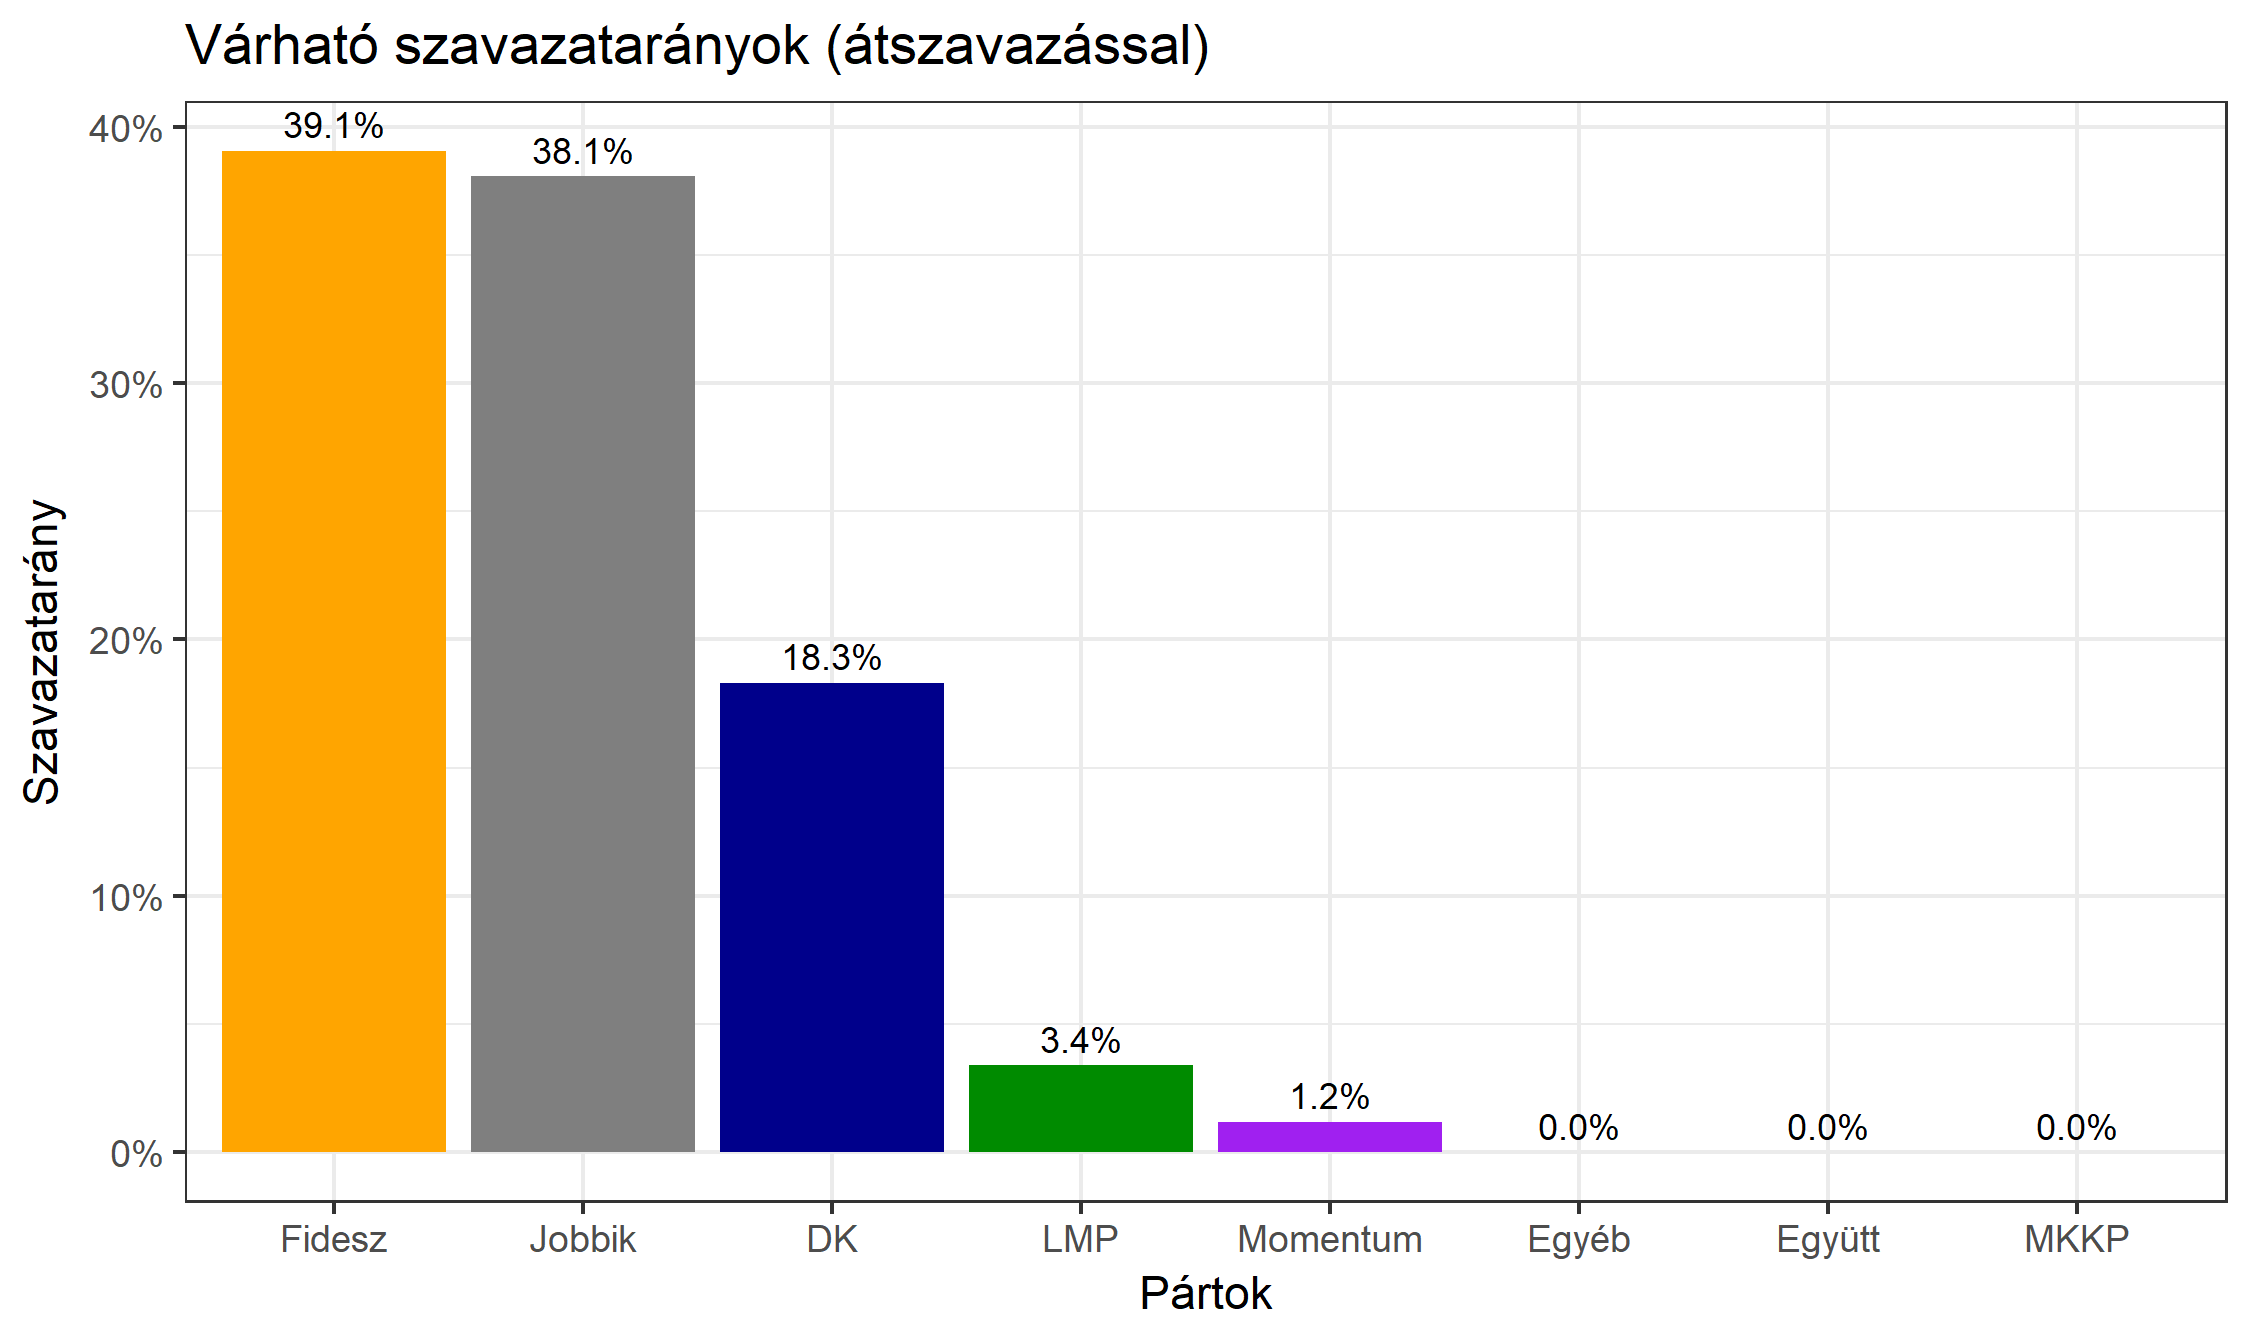 Várható szavazatarányok (átszavazással)
Szavazatarány
40%
30%
20%
10%
0%
39.1%
38.1%
18.3%
3.4%
1.2%
0.0%
0.0%
0.0%
Fidesz
Jobbik
DK
LMP
Momentum
Egyéb
Együtt
MKKP
Pártok